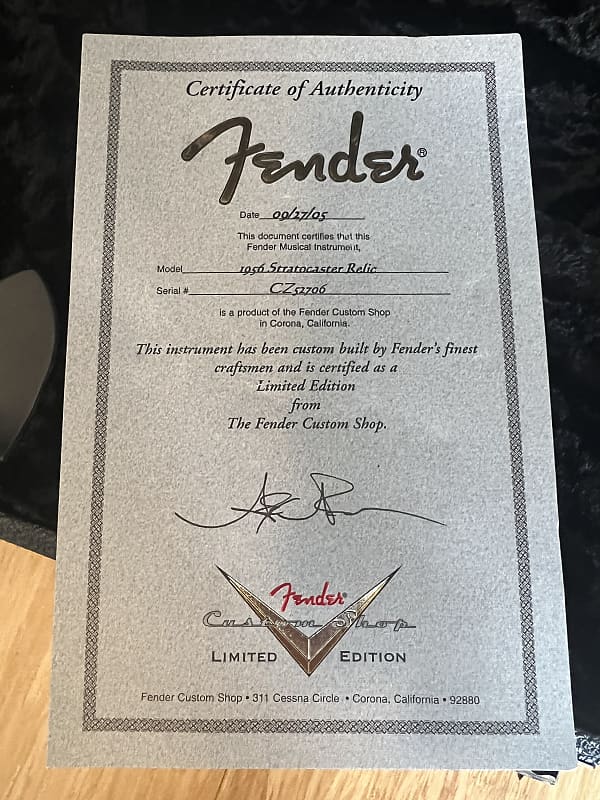 Certificate of Authenticity
Fender®
Date 09/27/05
This document certifies that this
Fender Musical Instrument,
Model 1956 Stratocaster Relic
Serial # CZ52706
is a product of the Fender Custom Shop
in Corona, California.
This instrument has been custom built by Fender's finest
craftsmen and is certified as a
Limited Edition
from
The Fender Custom Shop.
Fender®
Custom Shop
LIMITED EDITION
Fender Custom Shop • 311 Cessna Circle • Corona, California • 92880